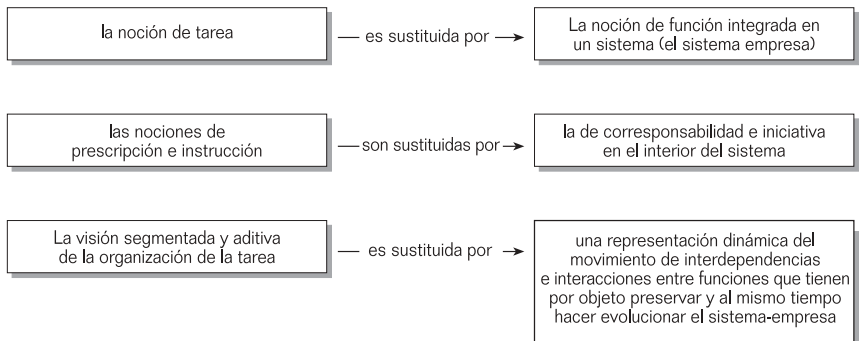 la noción de tarea
es sustituida por
La noción de función integrada en
un sistema (el sistema empresa)
las nociones de
prescripción e instrucción
son sustituidas por
la de corresponsabilidad e iniciativa
en el interior del sistema
La visión segmentada y aditiva
de la organización de la tarea
es sustituida por
una representación dinámica del
movimiento de interdependencias
e interacciones entre funciones que tienen
por objeto preservar y al mismo tiempo
hacer evolucionar el sistema-empresa